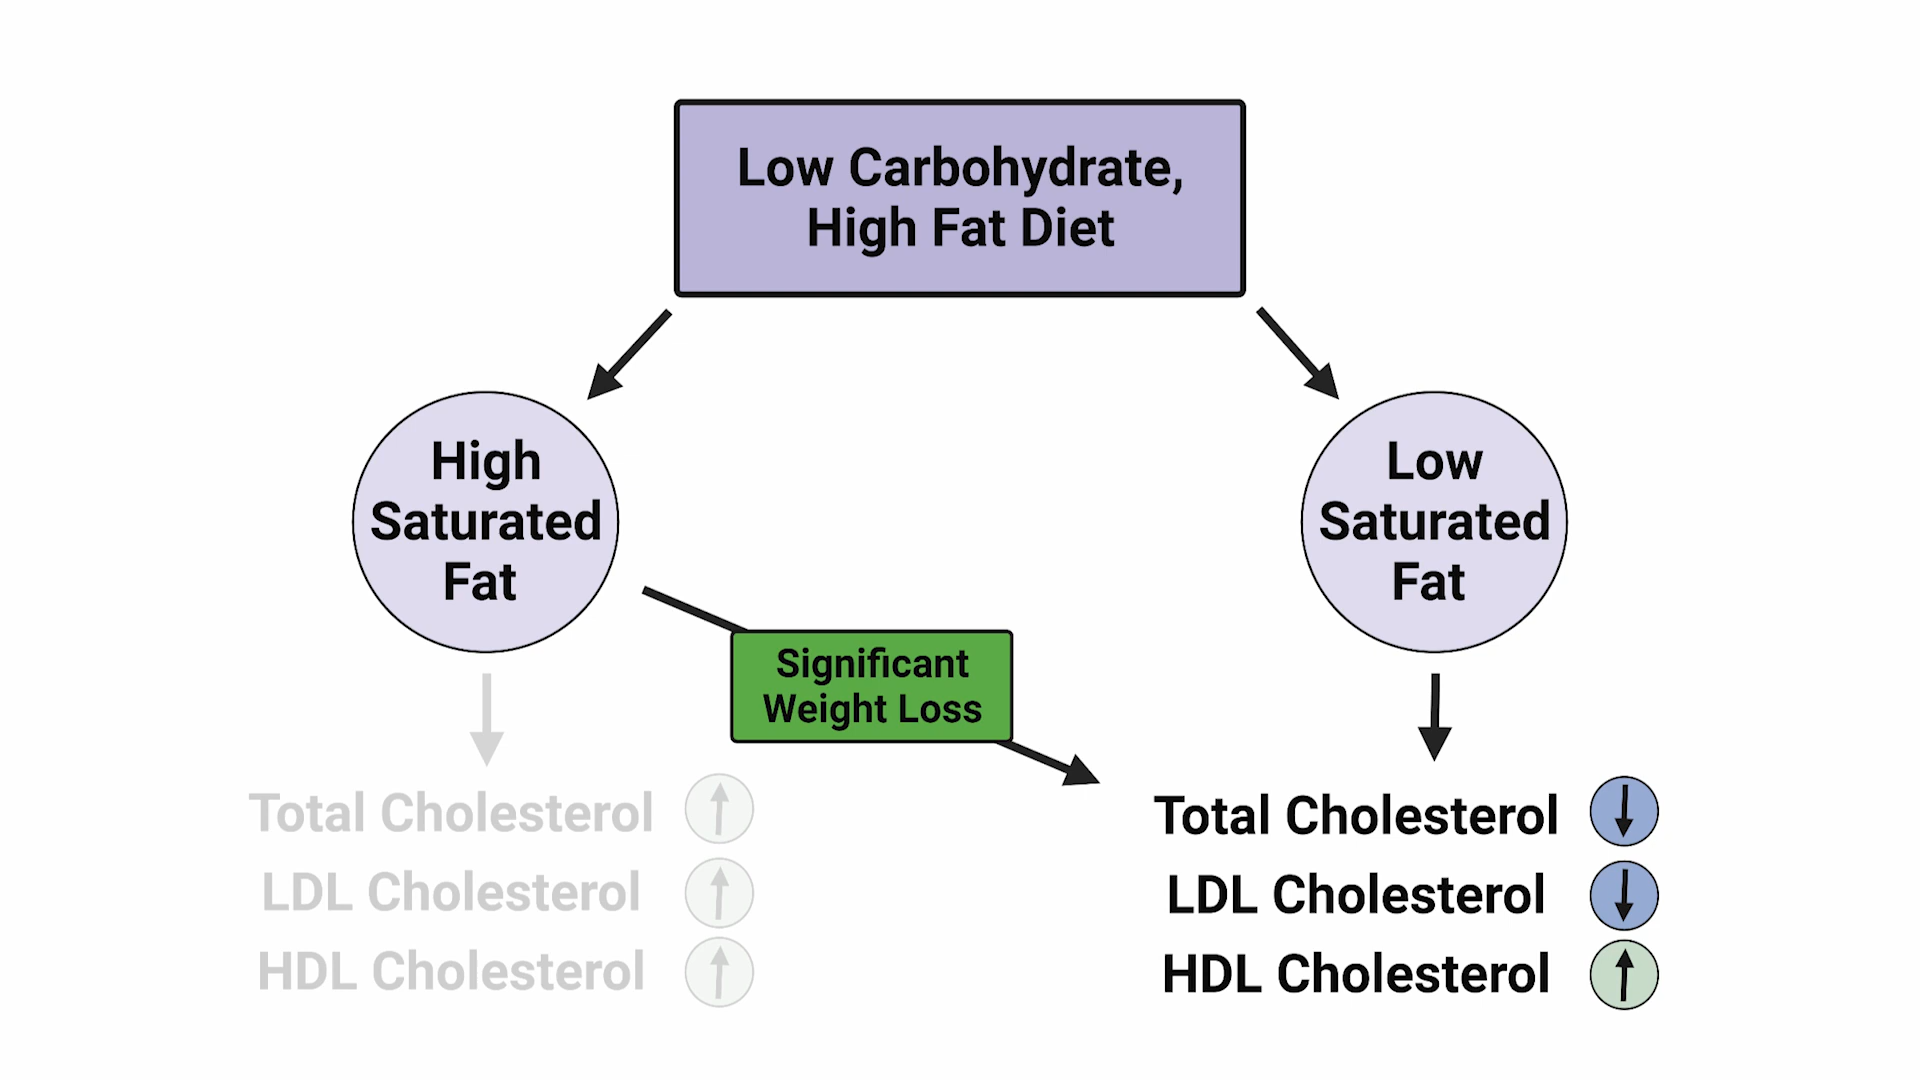 Low Carbohydrate,
High Fat Diet
High
Saturated
Fat
Low
Saturated
Fat
Significant
Weight Loss
Total Cholesterol
LDL Cholesterol
HDL Cholesterol
Total Cholesterol
LDL Cholesterol
HDL Cholesterol